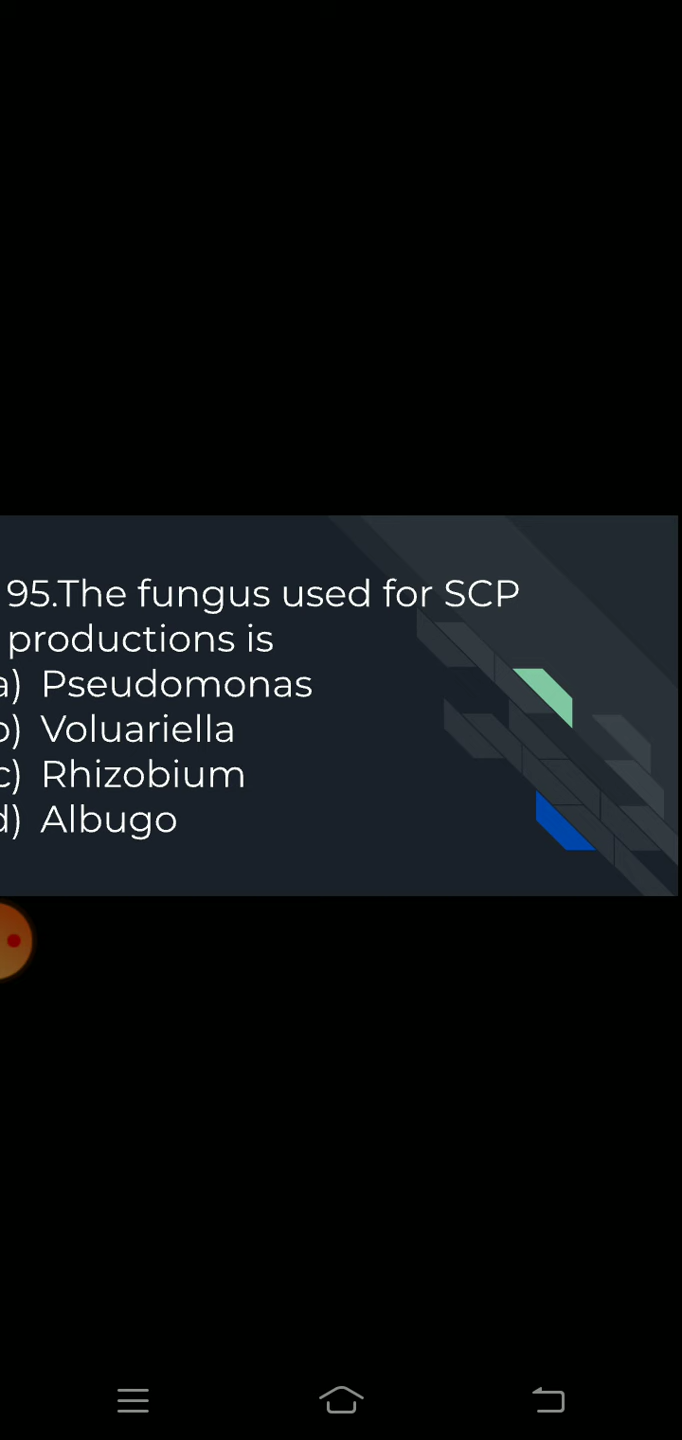 95.The fungus used for SCP
productions is
a) Pseudomonas
b) Voluariella
c) Rhizobium
d) Albugo